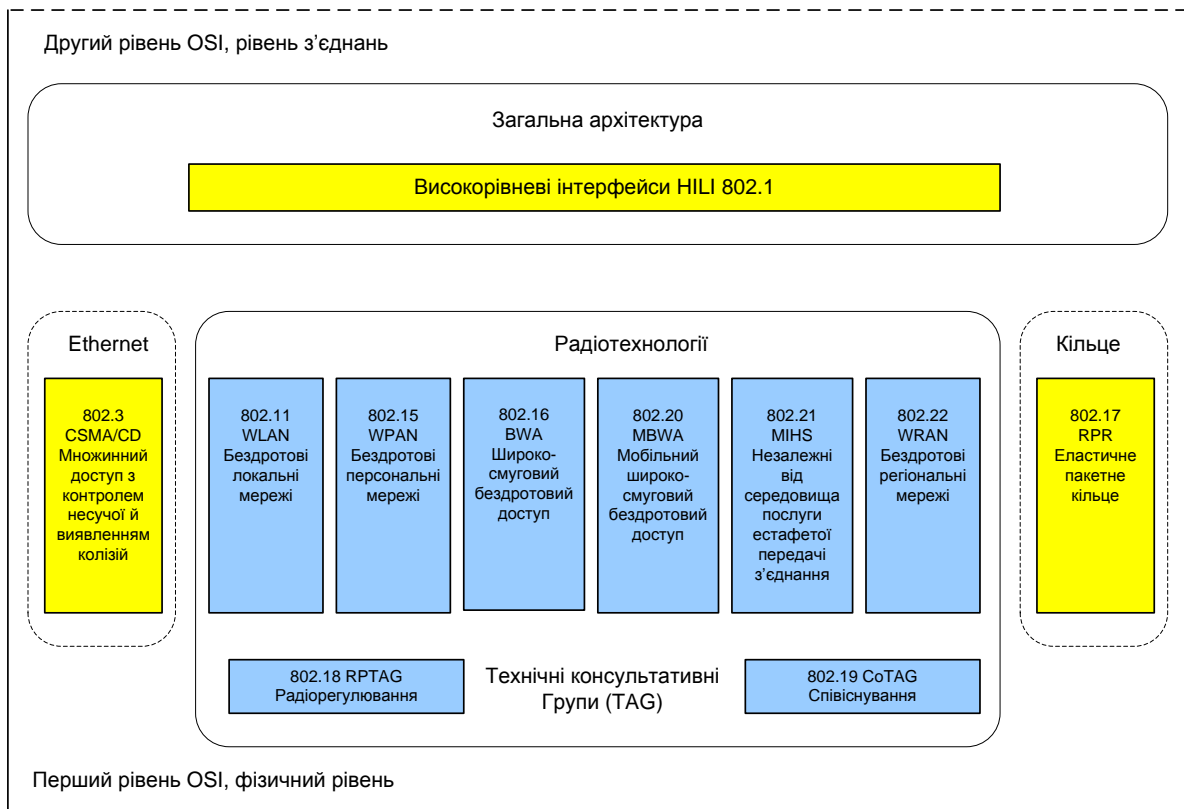 Другий рівень OSI, рівень з’єднань
Загальна архітектура
Високорівневі інтерфейси HILI 802.1
Ethernet
802.3
CSMA/CD
Множинний
доступ з
контролем
несучої й
виявленням
колізій
Радіотехнології
802.11
WLAN
Бездротові
локальні
мережі
802.15
WPAN
Бездротові
персональні
мережі
802.16
BWA
Широко-
смуговий
бездротовий
доступ
802.20
MBWA
Мобільний
широко-
смуговий
бездротовий
доступ
802.21
MIHS
Незалежні
від
середовища
послуги
естафетої
передачі
з’єднання
802.22
WRAN
Бездротові
регіональні
мережі
Кільце
802.17
RPR
Еластичне
пакетне
кільце
802.18 RPTAG
Радіорегулювання
Технічні консультативні
Групи (TAG)
802.19 CoTAG
Співіснування
Перший рівень OSI, фізичний рівень